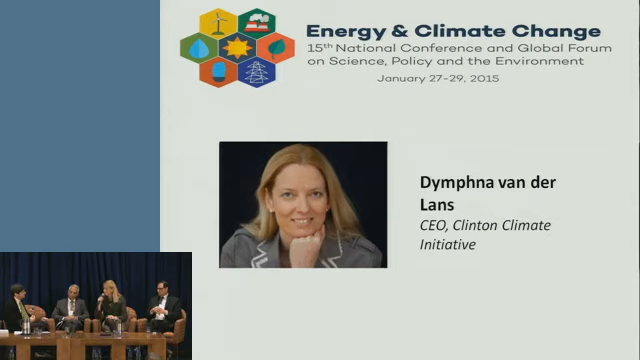 Energy & Climate Change
15th National Conference and Global Forum
on Science, Policy and the Environment
January 27-29, 2015
Dymphna van der
Lans
CEO, Clinton Climate
Initiative